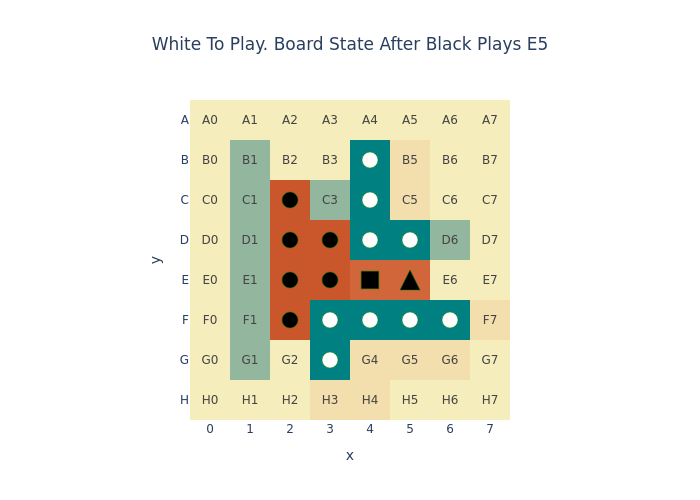 White To Play. Board State After Black Plays E5
A A0 A1 A2 A3 A4 A5 A6 A7
B B0 B1 B2 B3 B5 B6 B7
C C0 C1 C3 C5 C6 C7
D D0 D1 D6 D7
y
E E0 E1 E6 E7
F F0 F1 F7
G G0 G1 G2 G4 G5 G6 G7
H H0 H1 H2 H3 H4 H5 H6 H7
0 1 2 3 4 5 6 7
x